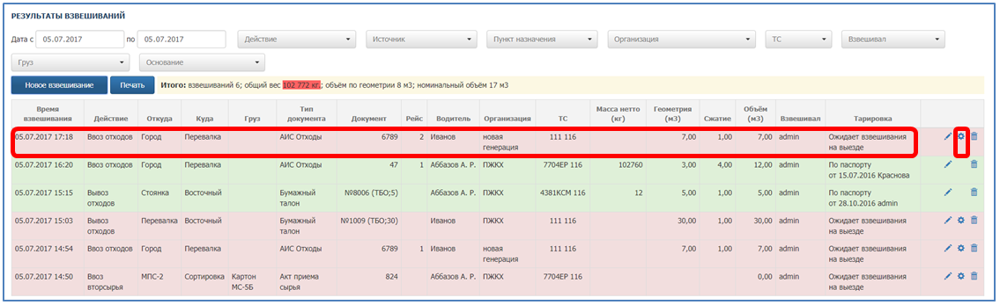 РЕЗУЛЬТАТЫ ВЗВЕШИВАНИЙ
Дата с 05.07.2017 по 05.07.2017 Действие Источник Пункт назначения Организация ТС Взвешивал
Груз Основание
Новое взвешивание Печать Итого: взвешиваний 6; общий вес 102 772 кг.; объём по геометрии 8 м3; номинальный объём 17 м3
Время взвешивания Действие Откуда Куда Груз Тип документа Документ Рейс Водитель Организация ТС Масса нетто (кг) Геометрия (м3) Сжатие Объём (м3) Взвешивал Тарировка
05.07.2017 17:18 Ввоз отходов Город Перевалка АИС Отходы 6789 2 Иванов новая генерация 111 116 7,00 1,00 7,00 admin Ожидает взвешивания на выезде
05.07.2017 16:20 Ввоз отходов Город Перевалка АИС Отходы 47 1 Аббазов А. Р. ПЖКХ 7704ЕР 116 102760 3,00 4,00 12,00 admin По паспорту от 15.07.2016 Краснова
05.07.2017 15:15 Вывоз отходов Стоянка Восточный Бумажный талон №8006 (ТБО;5) Аббазов А. Р. ПЖКХ 4381КСМ 116 12 5,00 1,00 5,00 admin По паспорту от 28.10.2016 admin
05.07.2017 15:03 Вывоз отходов Перевалка Восточный Бумажный талон №1009 (ТБО;30) Иванов новая генерация 111 116 30,00 1,00 30,00 admin Ожидает взвешивания на выезде
05.07.2017 14:54 Ввоз отходов Город Перевалка АИС Отходы 6789 1 Иванов новая генерация 111 116 7,00 1,00 7,00 admin Ожидает взвешивания на выезде
05.07.2017 14:50 Ввоз вторсырья МПС-2 Сортировка Картон МС-5Б Акт приема сырья 824 Аббазов А. Р. ПЖКХ 7704ЕР 116 0,00 admin Ожидает взвешивания на выезде